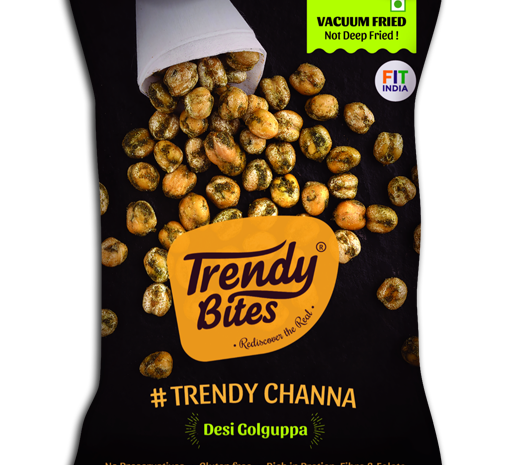 VACUUM FRIED
Not Deep Fried !
FIT
INDIA
Trendy®
Bites
• Rediscover the Real •
# TRENDY CHANNA
Desi Golguppa